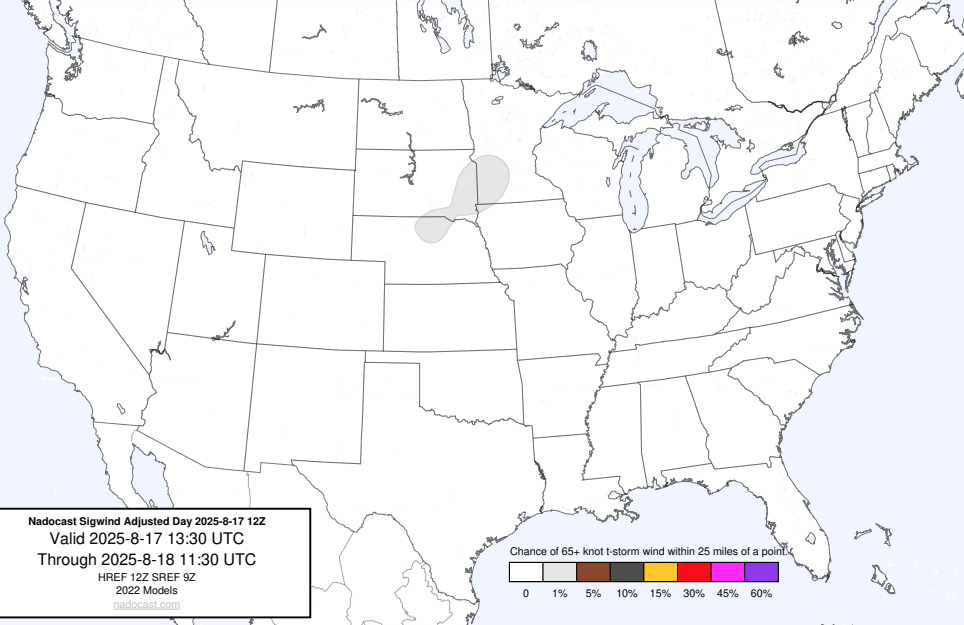 Nadocast Sigwind Adjusted Day 2025-8-17 12Z
Valid 2025-8-17 13:30 UTC
Through 2025-8-18 11:30 UTC
HREF 12Z SREF 9Z
2022 Models
nadocast.com
Chance of 65+ knot t-storm wind within 25 miles of a point.
0 1% 5% 10% 15% 30% 45% 60%